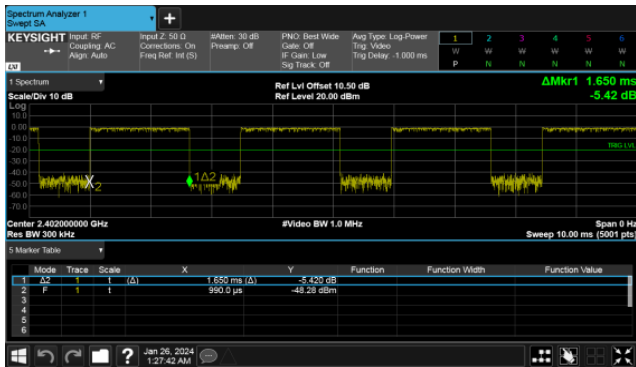 Spectrum Analyzer 1
Swept SA
+
KEYSIGHT Input: RF Input Z: 50 Ω #Atten: 30 dB PNO: Best Wide Avg Type: Log-Power 1 2 3 4 5 6
Coupling: AC Corrections: On Preamp: Off Gate: Off Trig: Video W W W W W W
Align: Auto Freq Ref: Int (S) IF Gain: Low Trig Delay: -1.000 ms P N N N N N
Sig Track: Off
LXI
1 Spectrum ΔMkr1 1.650 ms
Scale/Div 10 dB Ref Lvl Offset 10.50 dB -5.42 dB
Ref Level 20.00 dBm
Log
10.0
0.00
-10.0
-20.0 TRIG LVL
-30.0
-40.0
-50.0 X2 1Δ2
-60.0
-70.0
Center 2.402000000 GHz #Video BW 1.0 MHz Span 0 Hz
Res BW 300 kHz Sweep 10.00 ms (5001 pts)
5 Marker Table
Mode Trace Scale X Y Function Function Width Function Value
1 Δ2 1 t (Δ) 1.650 ms (Δ) -5.420 dB
2 F 1 t 990.0 µs -48.28 dBm
3
4
5
6
? Jan 26, 2024
1:27:42 AM